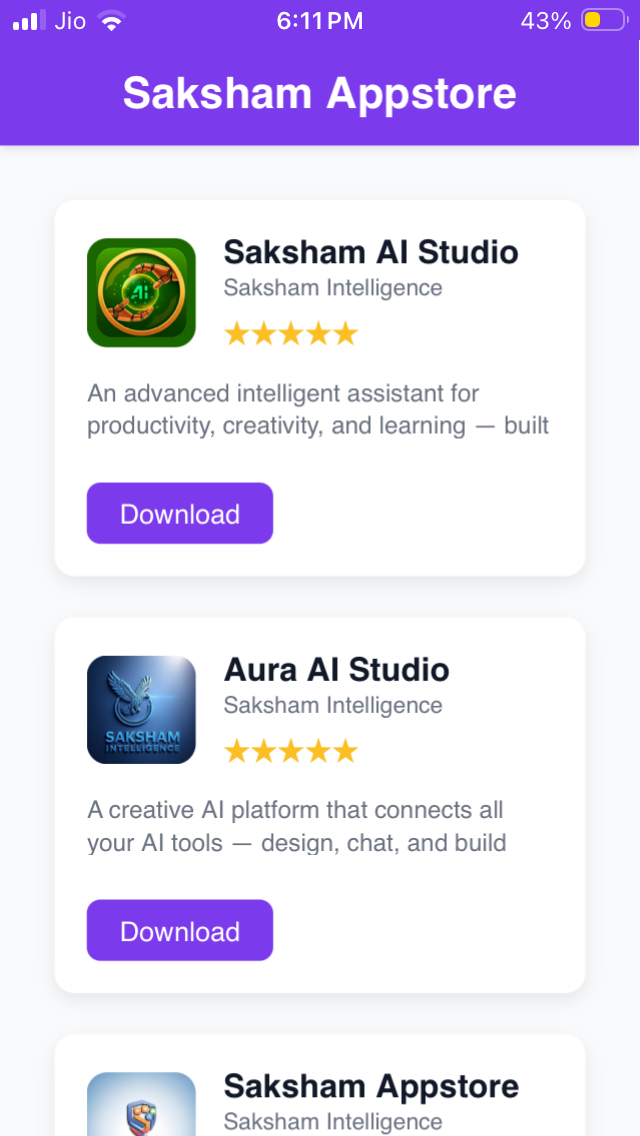 Jio 6:11 PM 43%
Saksham Appstore
Ai
Saksham AI Studio
Saksham Intelligence
★★★★★
An advanced intelligent assistant for
productivity, creativity, and learning — built
Download
SAKSHAM
INTELLIGENCE
Aura AI Studio
Saksham Intelligence
★★★★★
A creative AI platform that connects all
your AI tools — design, chat, and build
Download
Saksham Appstore
Saksham Intelligence